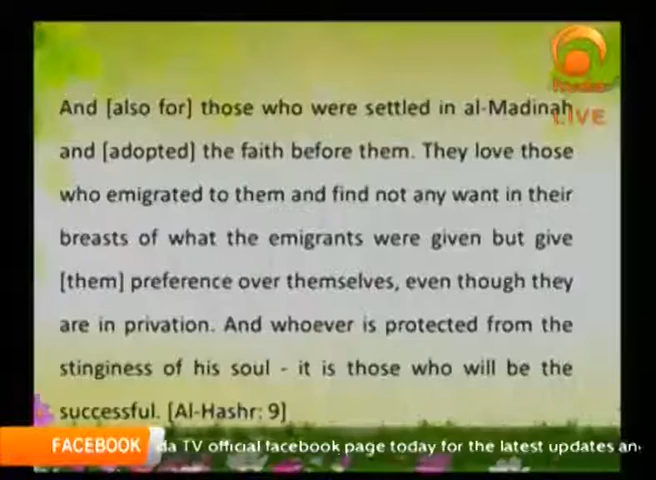 And [also for] those who were settled in al-Madinah
and [adopted] the faith before them. They love those
who emigrated to them and find not any want in their
breasts of what the emigrants were given but give
[them] preference over themselves, even though they
are in privation. And whoever is protected from the
stinginess of his soul - it is those who will be the
successful. [Al-Hashr: 9]
LIVE
FACEBOOK da TV official facebook page today for the latest updates an